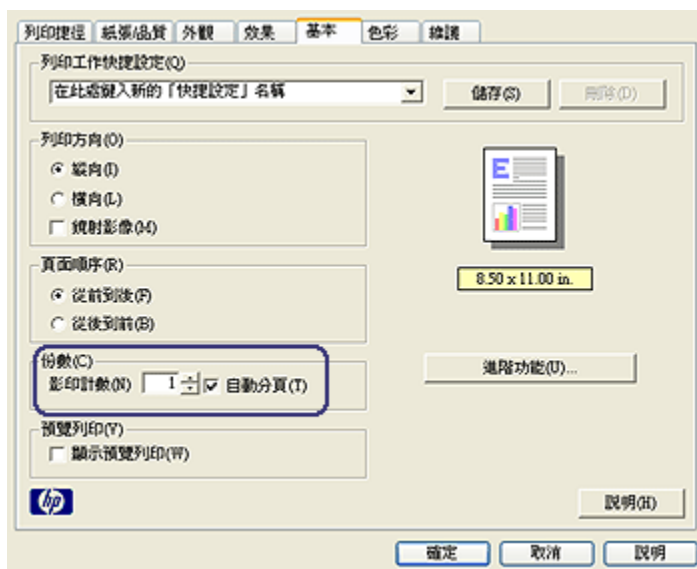 列印捷徑 紙張/品質 外觀 效果 基本 色彩 維護
列印工作快捷設定(Q)
在此處鍵入新的「快捷設定」名稱 儲存(S) 刪除(D)
列印方向(O)
縱向(I)
橫向(L)
鏡射影像(M)
E
頁面順序(R)
從前到後(F)
從後到前(B)
8.50 x 11.00 in.
份數(C)
影印計數(N) 1 自動分頁(T)
進階功能(U)...
預覽列印(Y)
顯示預覽列印(W)
hp 說明(H)
確定 取消 說明